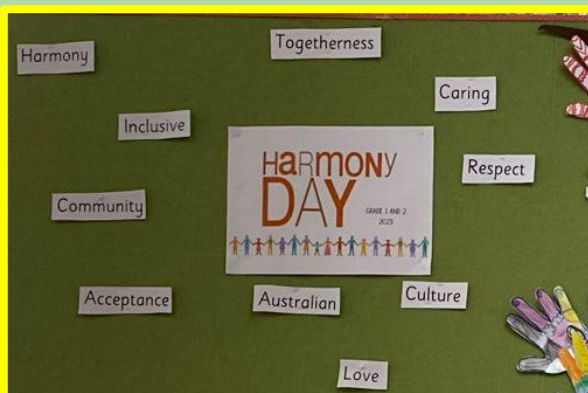 Togetherness
Harmony
Caring
Inclusive
HaRmONy
DAY
GRADE 1 AND 2
2023
Respect
Community
Acceptance
Australian
Culture
Love